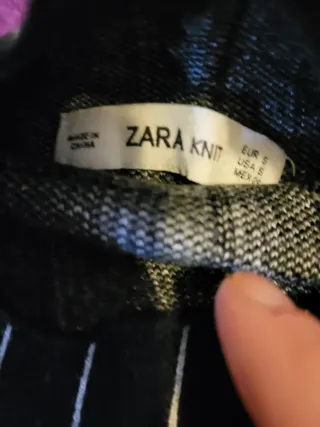 MADE IN
CHINA
ZARA KNIT
EUR S
USA S
MEX